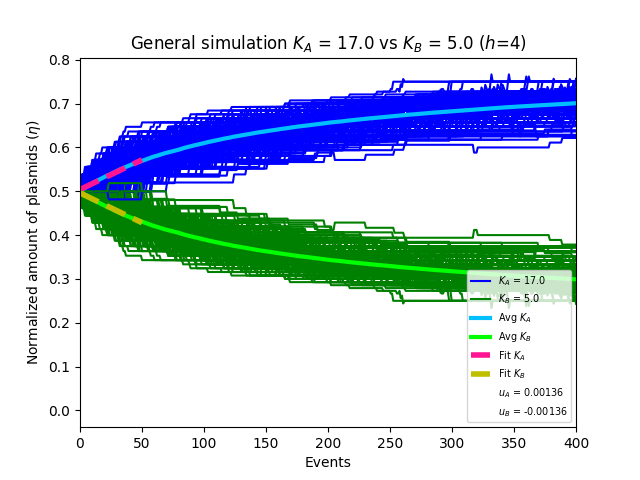 General simulation K_A = 17.0 vs K_B = 5.0 (h=4)
Normalized amount of plasmids (η)
0.8
0.7
0.6
0.5
0.4
0.3
0.2
0.1
0.0
K_A = 17.0
K_B = 5.0
Avg K_A
Avg K_B
Fit K_A
Fit K_B
u_A = 0.00136
u_B = -0.00136
0 50 100 150 200 250 300 350 400
Events